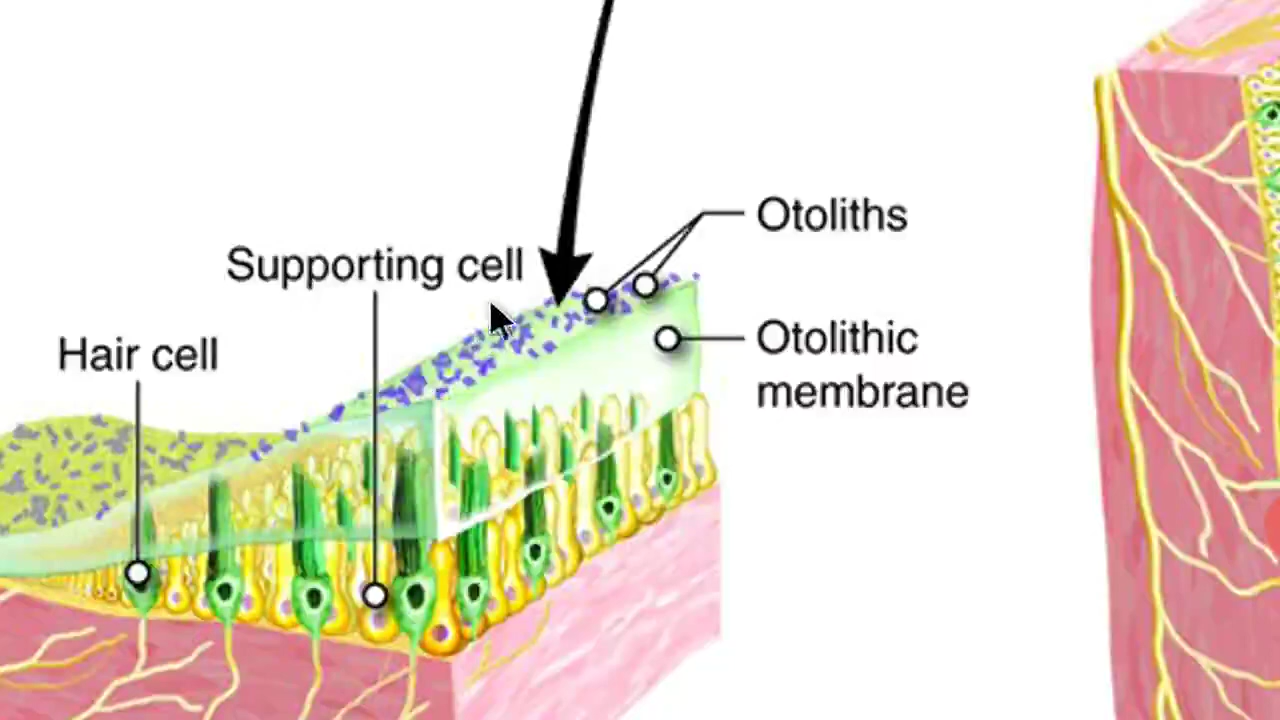 Otoliths
Supporting cell
Hair cell
Otolithic
membrane